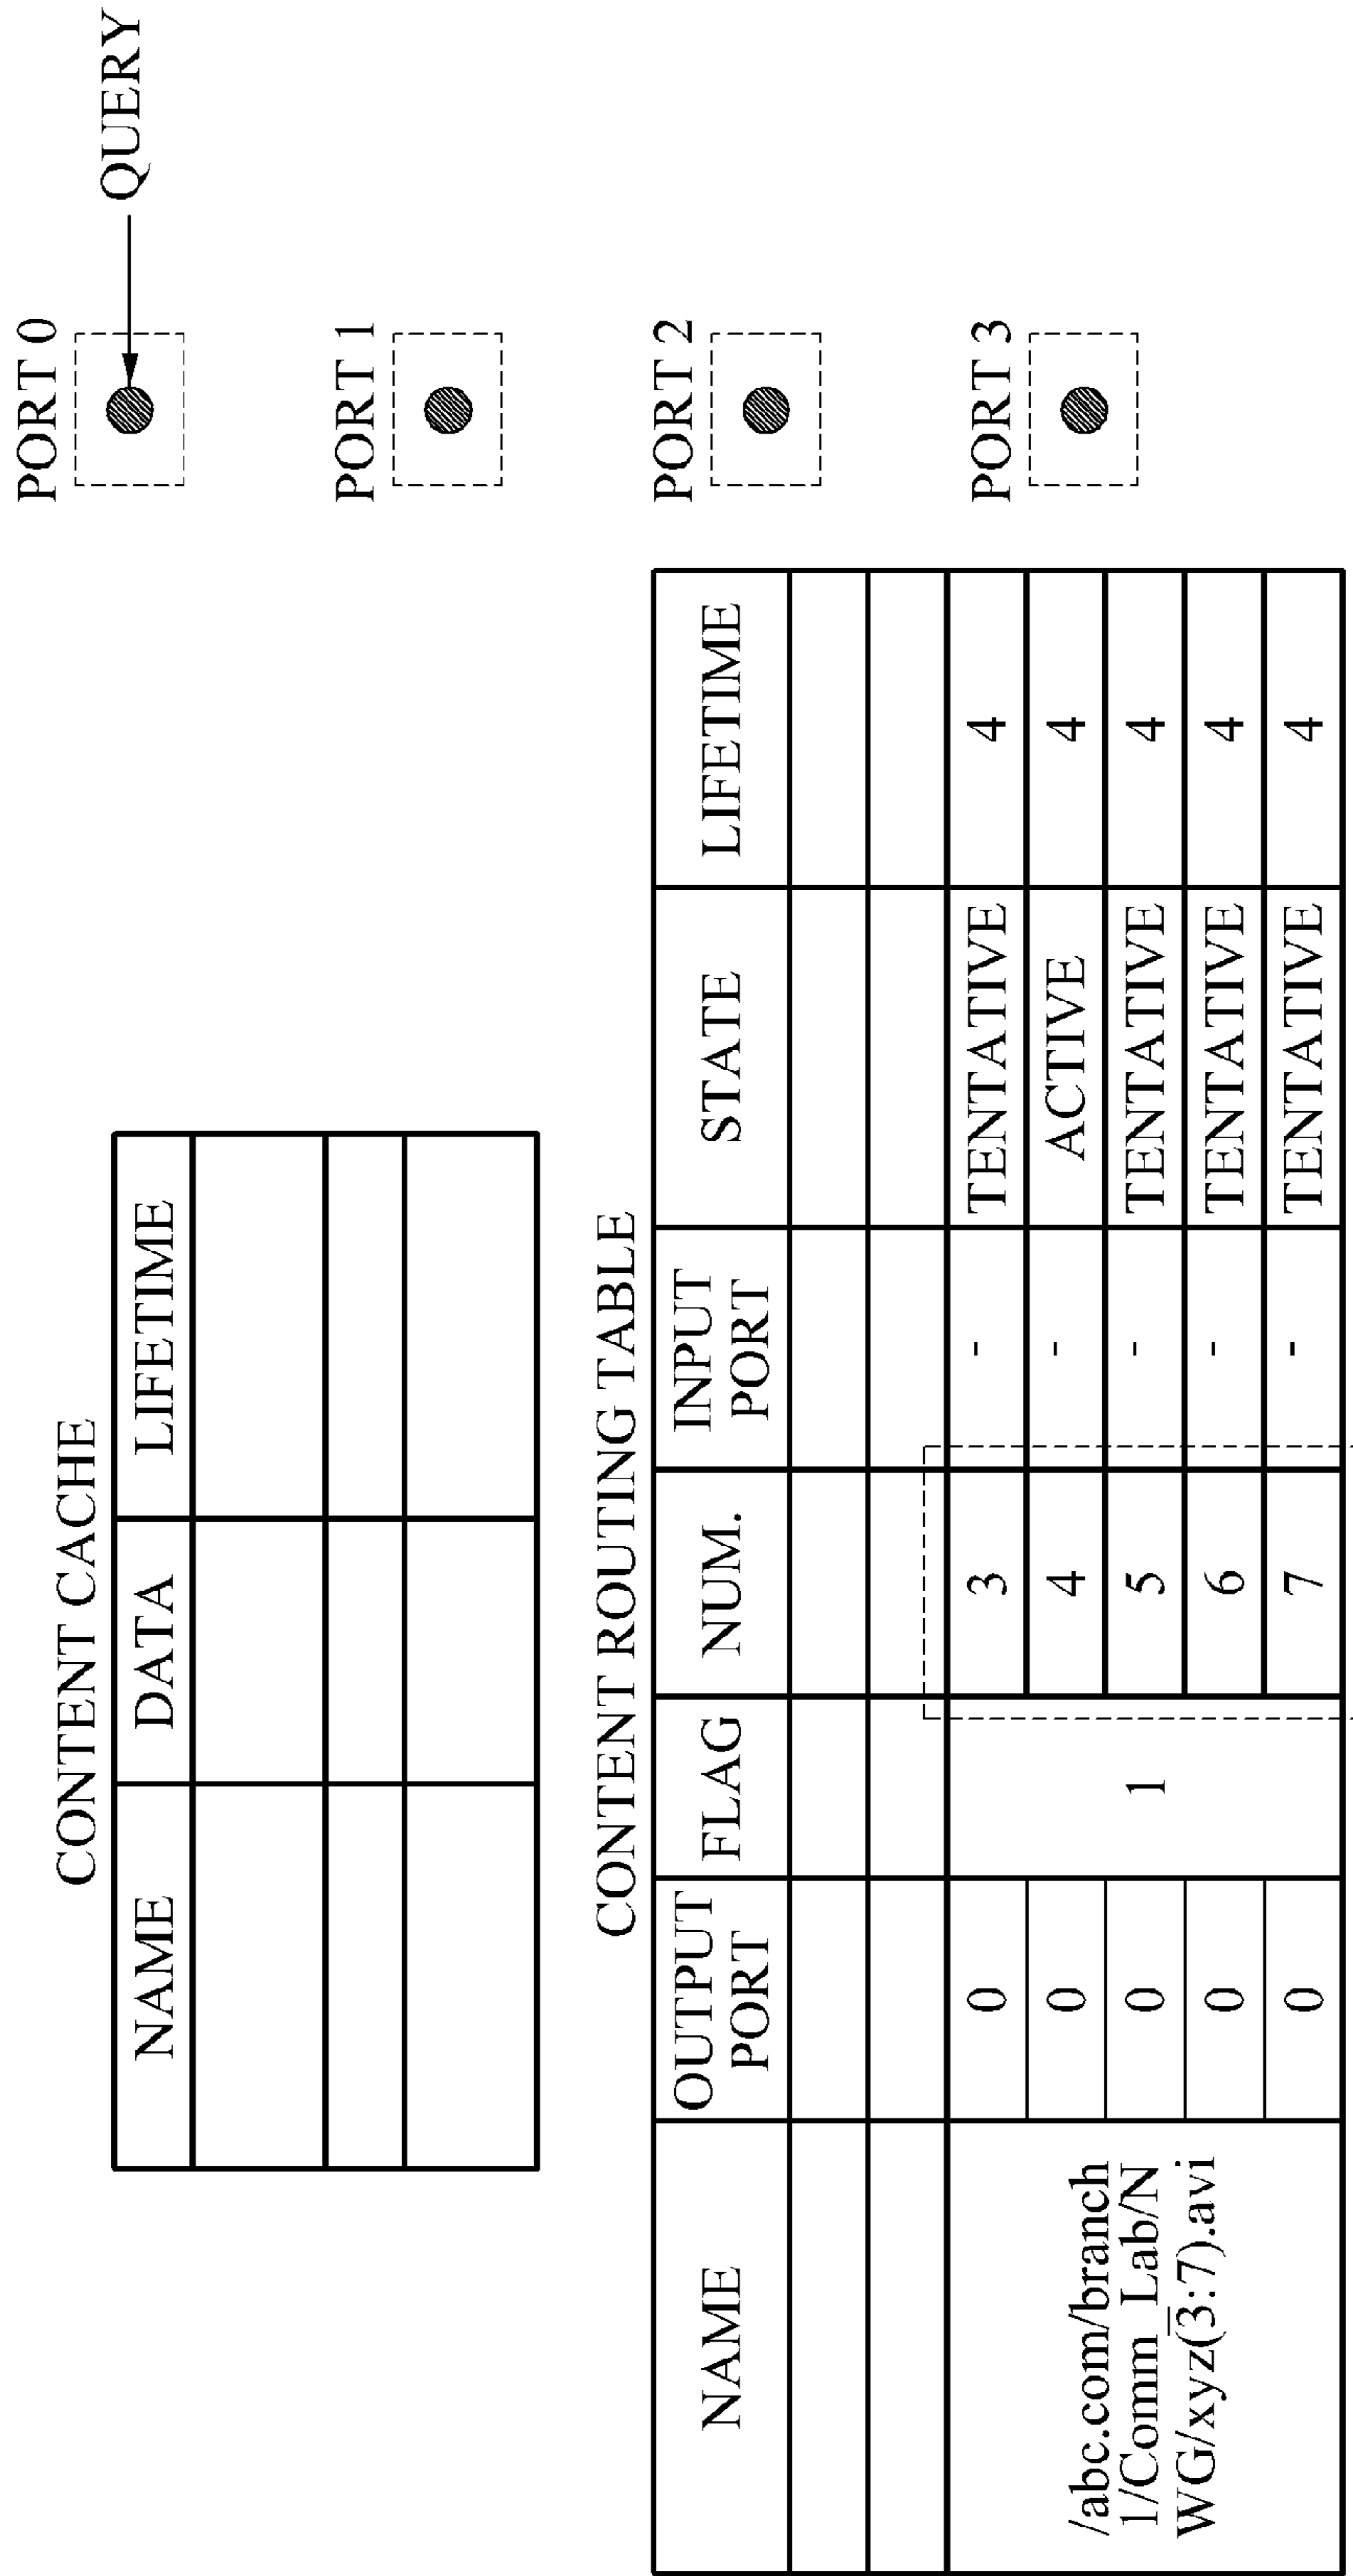 CONTENT CACHE
NAME DATA LIFETIME
CONTENT ROUTING TABLE
NAME OUTPUT PORT FLAG NUM. INPUT PORT STATE LIFETIME
/abc.com/branch
1/Comm_Lab/N
WG/xyz(3:7).avi
1
0 3 - TENTATIVE 4
0 4 - ACTIVE 4
0 5 - TENTATIVE 4
0 6 - TENTATIVE 4
0 7 - TENTATIVE 4
PORT 0
QUERY
PORT 1
PORT 2
PORT 3